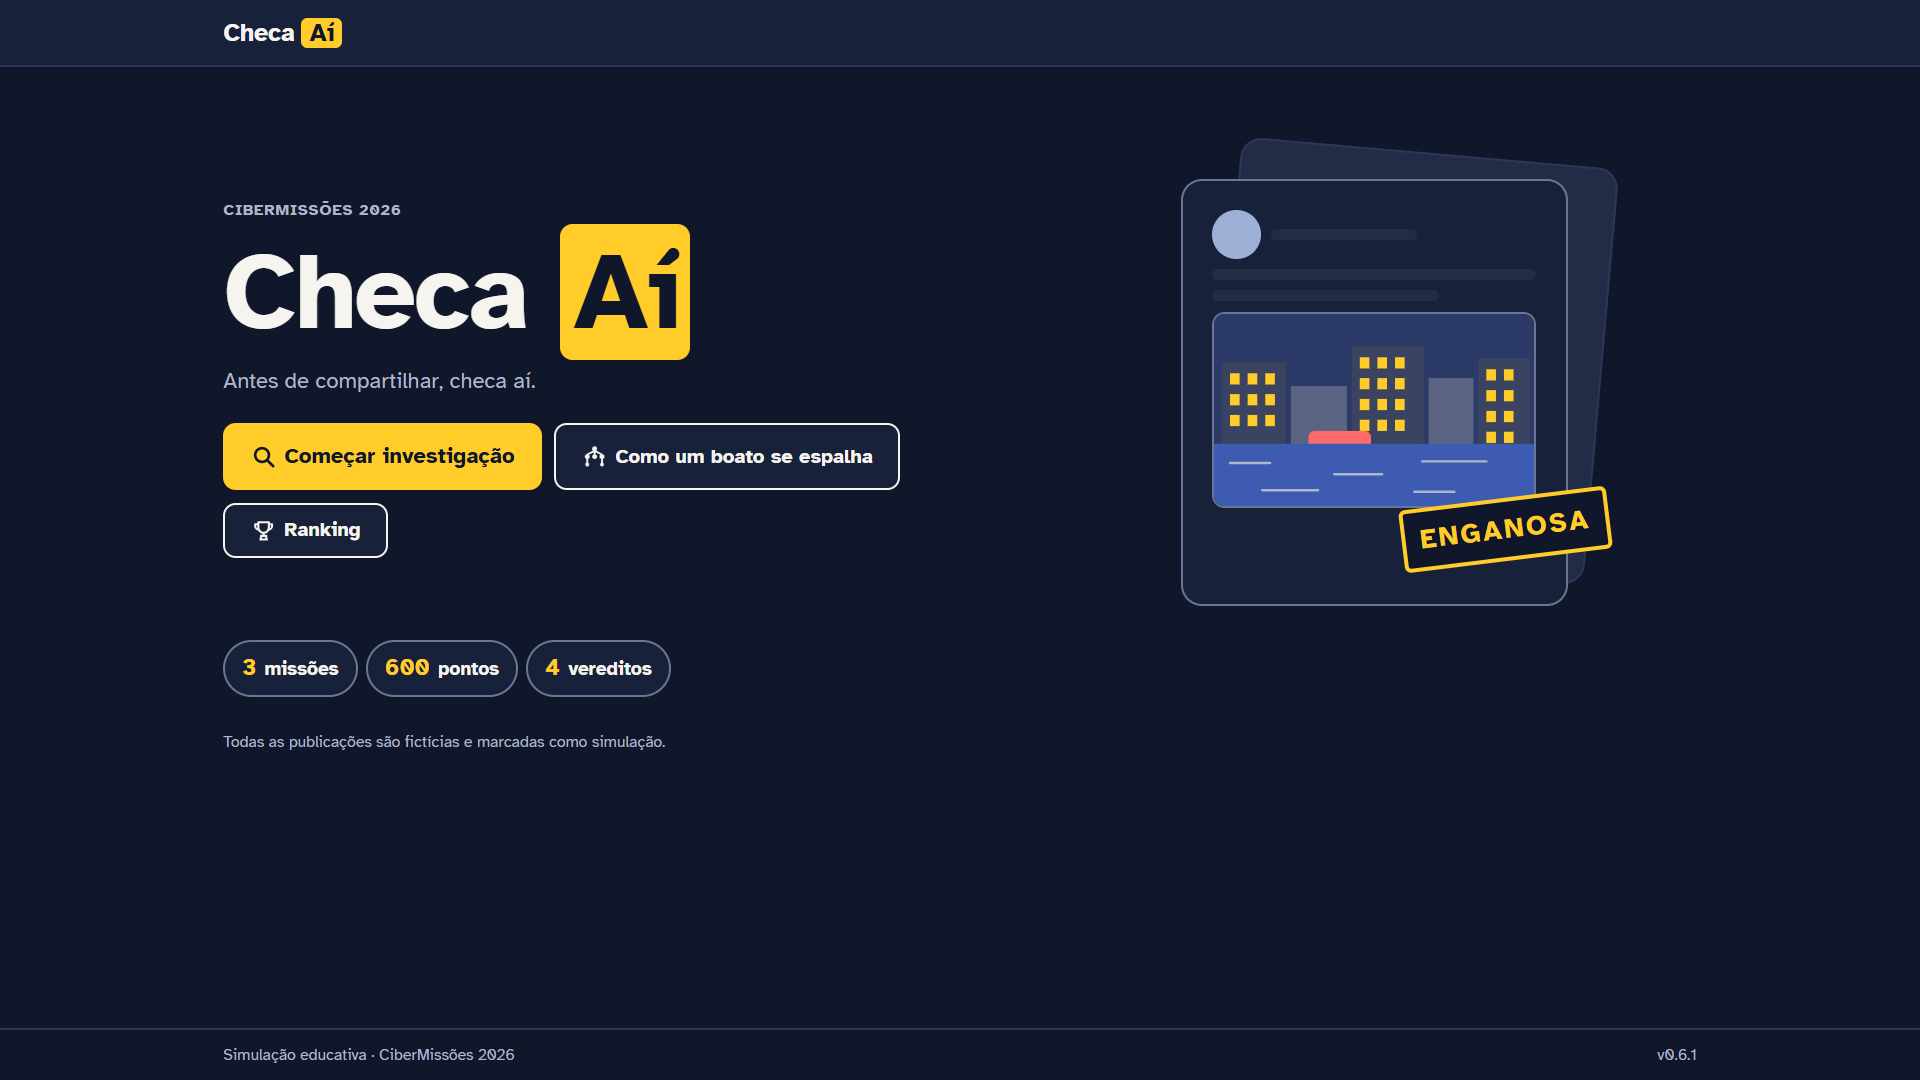 Checa Aí
CIBERMISSÕES 2026
Checa Aí
Antes de compartilhar, checa aí.
Começar investigação
Como um boato se espalha
Ranking
3 missões
600 pontos
4 vereditos
Todas as publicações são fictícias e marcadas como simulação.
ENGANOSA
Simulação educativa · CiberMissões 2026
v0.6.1